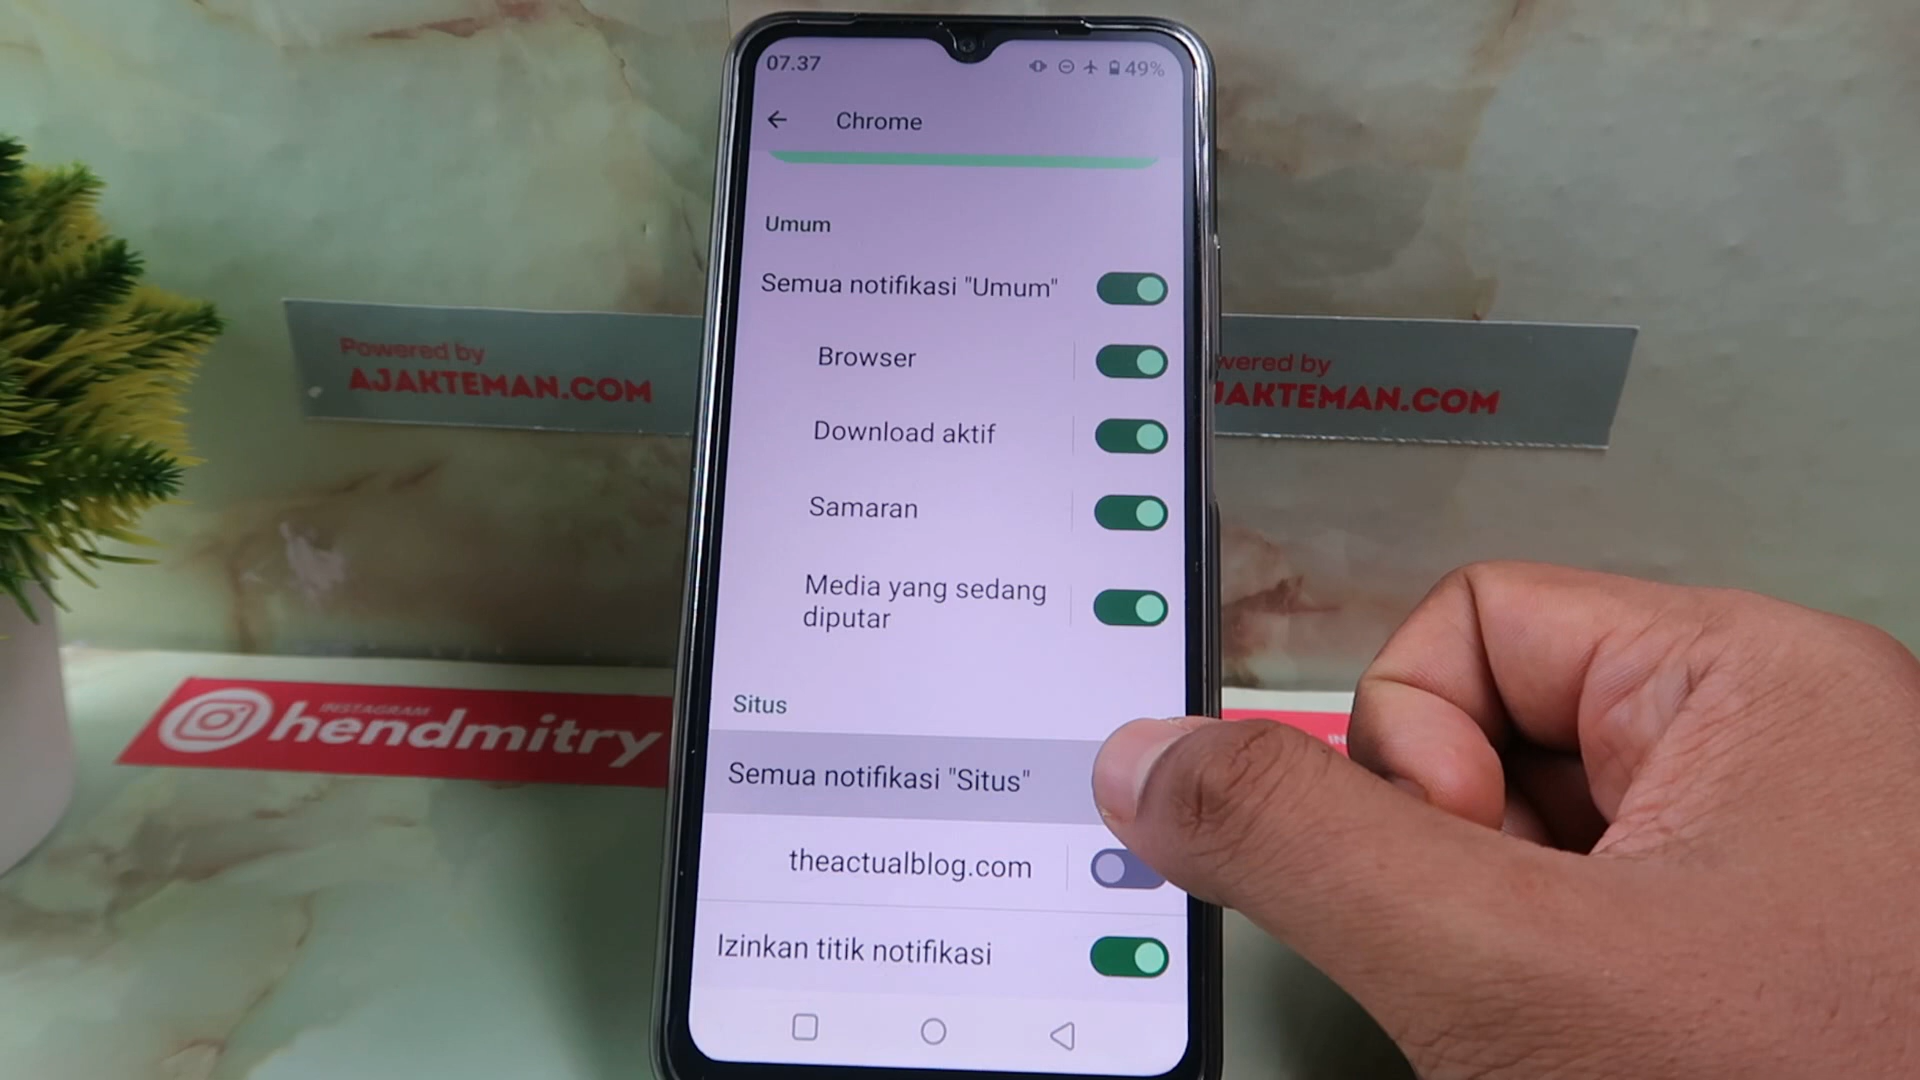 07.37
49%
Chrome
Umum
Semua notifikasi "Umum"
Browser
Download aktif
Samaran
Media yang sedang
diputar
Situs
Semua notifikasi "Situs"
theactualblog.com
Izinkan titik notifikasi
Powered by
AJAKTEMAN.COM
wered by
JAKTEMAN.COM
INSTAGRAM
hendmitry
IN